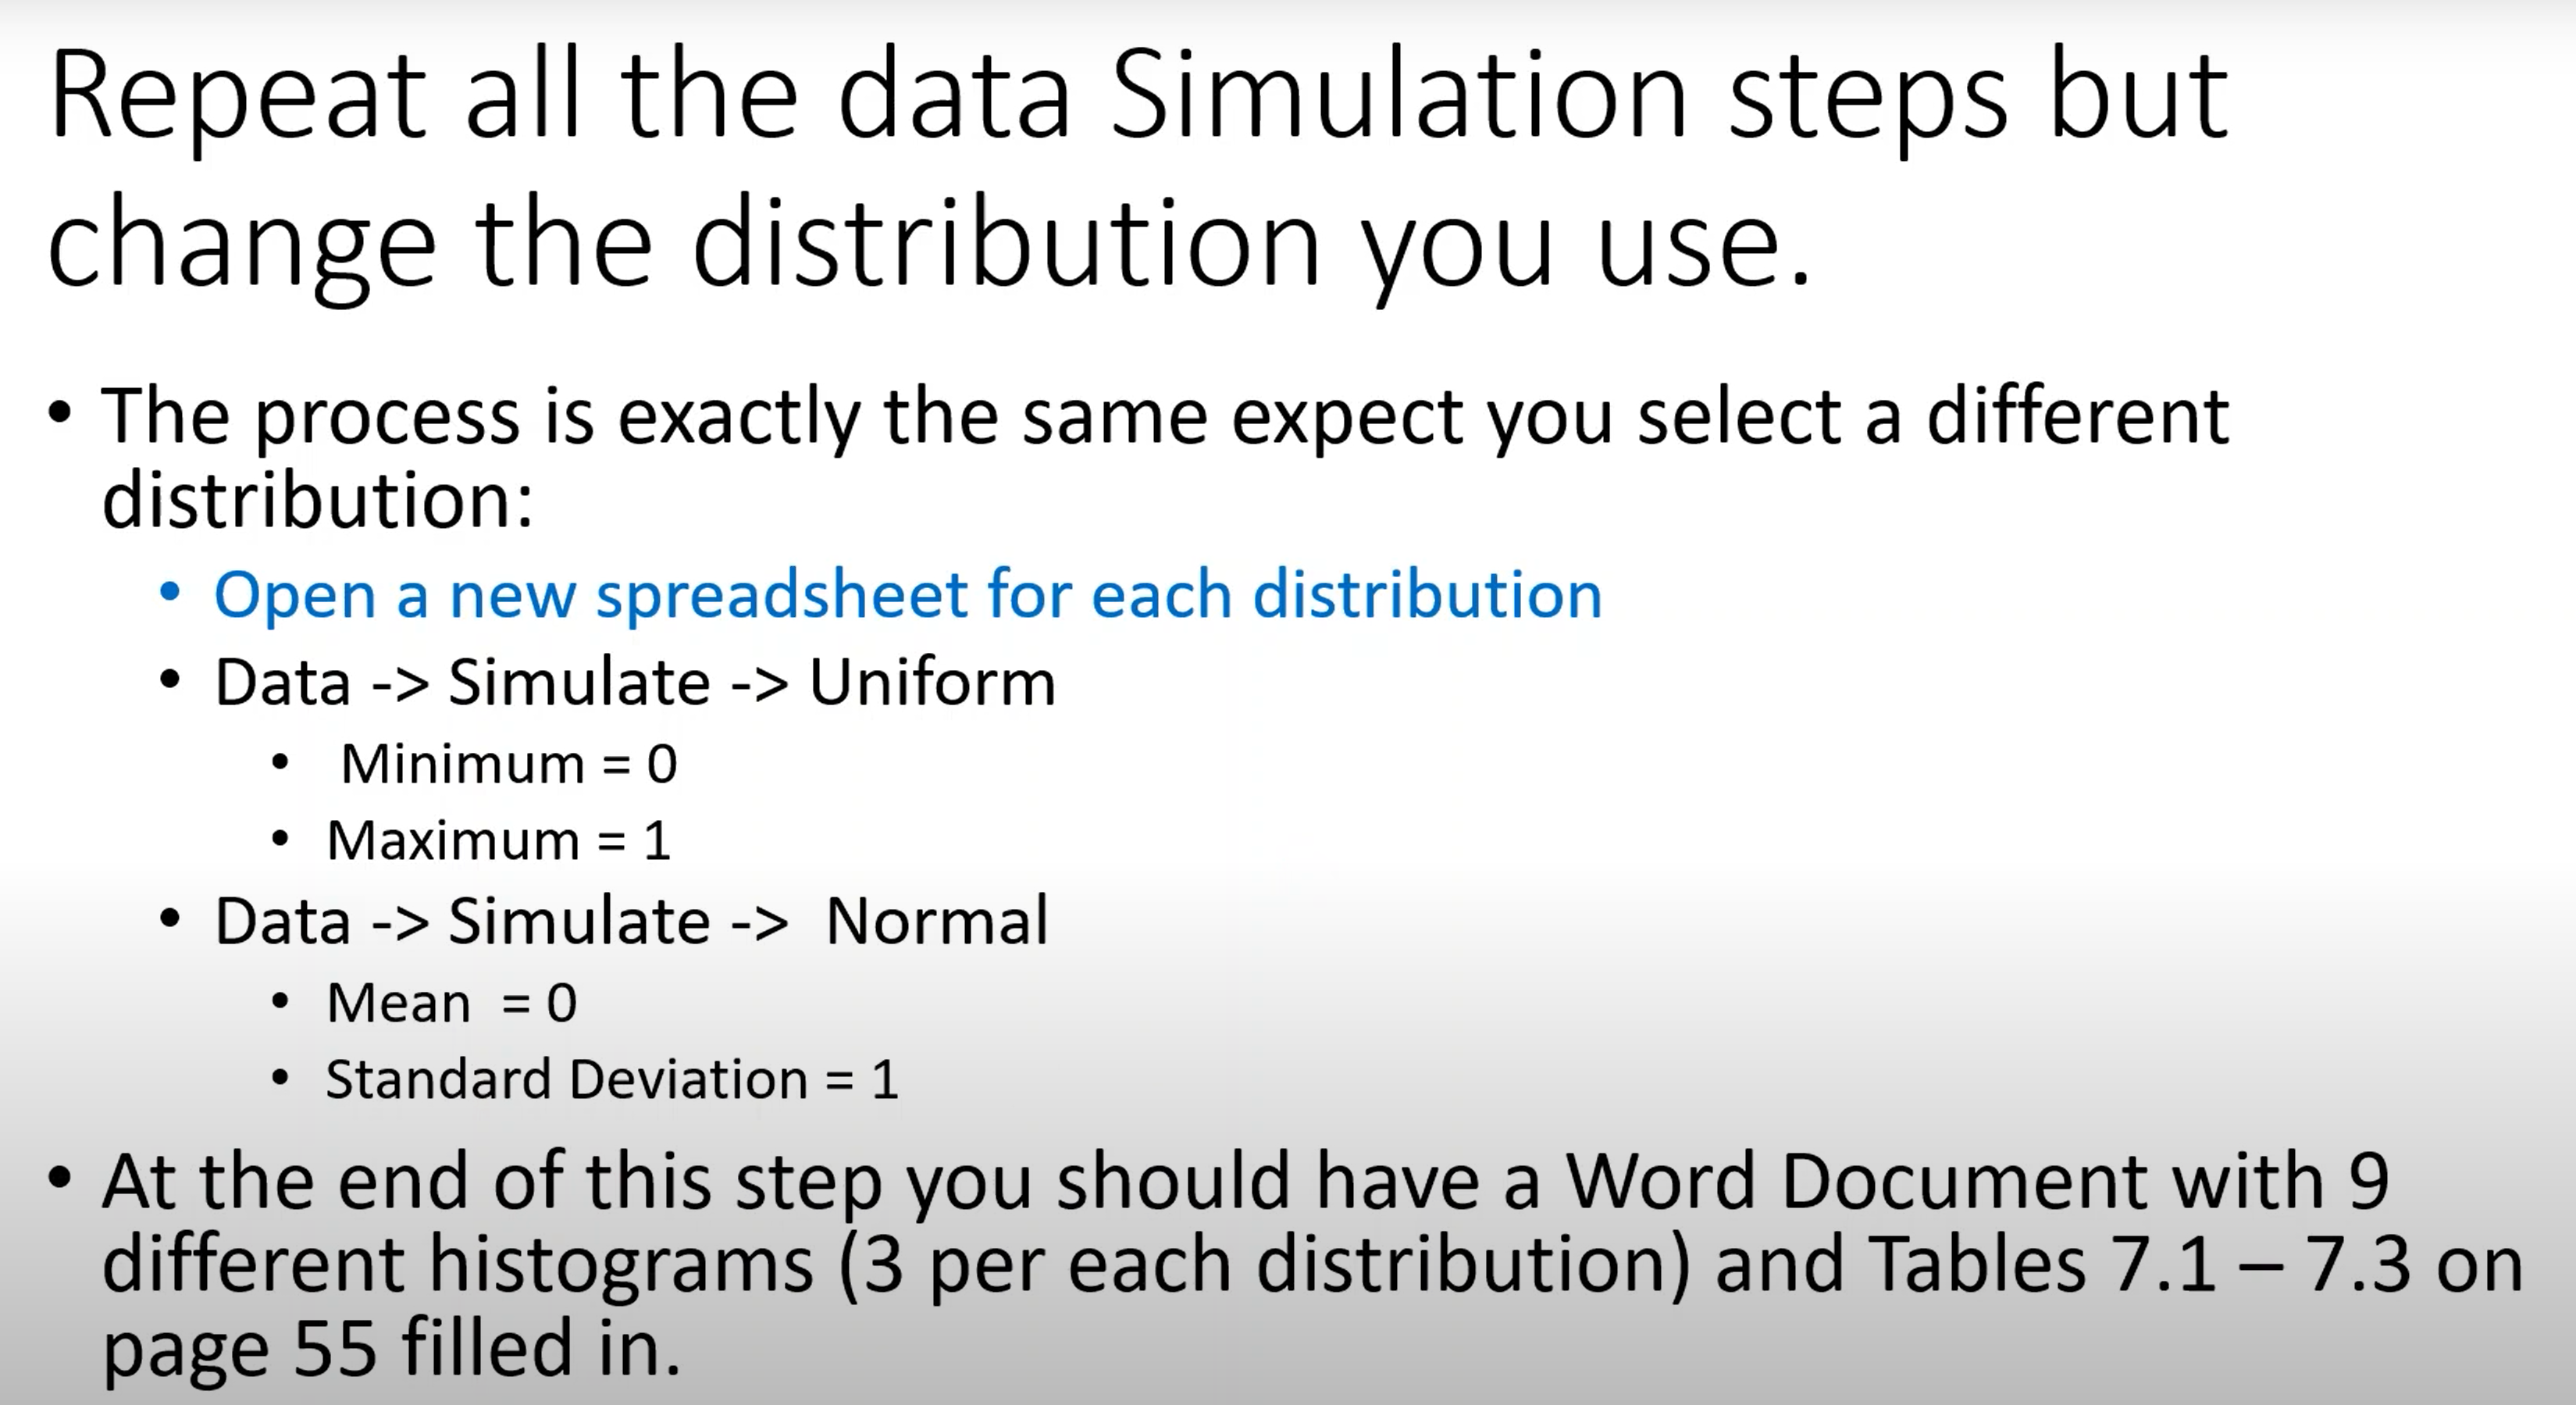 Repeat all the data Simulation steps but
change the distribution you use.
• The process is exactly the same expect you select a different
distribution:
• Open a new spreadsheet for each distribution
• Data -> Simulate -> Uniform
• Minimum = 0
• Maximum = 1
• Data -> Simulate -> Normal
• Mean = 0
• Standard Deviation = 1
• At the end of this step you should have a Word Document with 9
different histograms (3 per each distribution) and Tables 7.1 – 7.3 on
page 55 filled in.